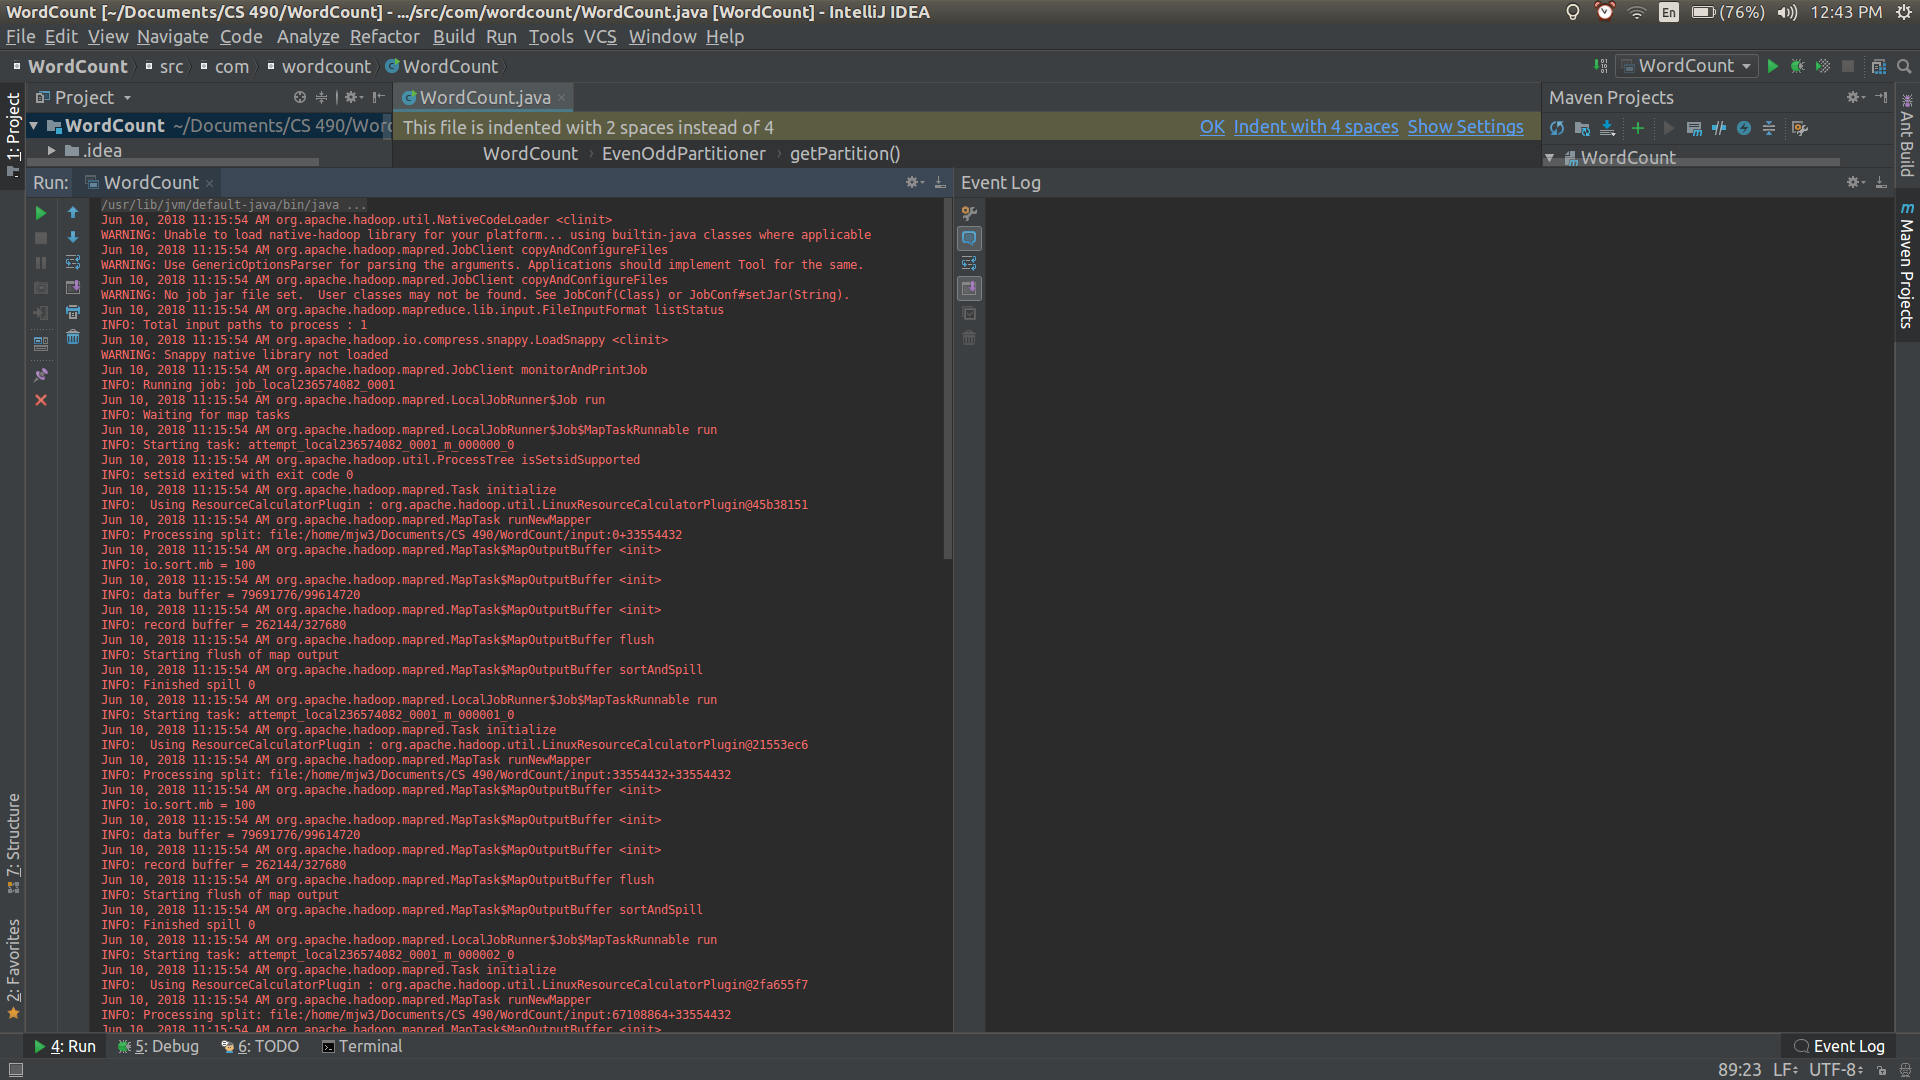 WordCount [~/Documents/CS 490/WordCount] - .../src/com/wordcount/WordCount.java [WordCount] - IntelliJ IDEA
En (76%) 12:43 PM
File Edit View Navigate Code Analyze Refactor Build Run Tools VCS Window Help
WordCount src com wordcount WordCount
WordCount
Project
WordCount.java
Maven Projects
1: Project
WordCount ~/Documents/CS 490/Wor
.idea
This file is indented with 2 spaces instead of 4
OK Indent with 4 spaces Show Settings
WordCount › EvenOddPartitioner › getPartition()
WordCount
Ant Build
Maven Projects
Run: WordCount
Event Log
/usr/lib/jvm/default-java/bin/java ...
Jun 10, 2018 11:15:54 AM org.apache.hadoop.util.NativeCodeLoader <clinit>
WARNING: Unable to load native-hadoop library for your platform... using builtin-java classes where applicable
Jun 10, 2018 11:15:54 AM org.apache.hadoop.mapred.JobClient copyAndConfigureFiles
WARNING: Use GenericOptionsParser for parsing the arguments. Applications should implement Tool for the same.
Jun 10, 2018 11:15:54 AM org.apache.hadoop.mapred.JobClient copyAndConfigureFiles
WARNING: No job jar file set.  User classes may not be found. See JobConf(Class) or JobConf#setJar(String).
Jun 10, 2018 11:15:54 AM org.apache.hadoop.mapreduce.lib.input.FileInputFormat listStatus
INFO: Total input paths to process : 1
Jun 10, 2018 11:15:54 AM org.apache.hadoop.io.compress.snappy.LoadSnappy <clinit>
WARNING: Snappy native library not loaded
Jun 10, 2018 11:15:54 AM org.apache.hadoop.mapred.JobClient monitorAndPrintJob
INFO: Running job: job_local236574082_0001
Jun 10, 2018 11:15:54 AM org.apache.hadoop.mapred.LocalJobRunner$Job run
INFO: Waiting for map tasks
Jun 10, 2018 11:15:54 AM org.apache.hadoop.mapred.LocalJobRunner$Job$MapTaskRunnable run
INFO: Starting task: attempt_local236574082_0001_m_000000_0
Jun 10, 2018 11:15:54 AM org.apache.hadoop.util.ProcessTree isSetsidSupported
INFO: setsid exited with exit code 0
Jun 10, 2018 11:15:54 AM org.apache.hadoop.mapred.Task initialize
INFO:  Using ResourceCalculatorPlugin : org.apache.hadoop.util.LinuxResourceCalculatorPlugin@45b38151
Jun 10, 2018 11:15:54 AM org.apache.hadoop.mapred.MapTask runNewMapper
INFO: Processing split: file:/home/mjw3/Documents/CS 490/WordCount/input:0+33554432
Jun 10, 2018 11:15:54 AM org.apache.hadoop.mapred.MapTask$MapOutputBuffer <init>
INFO: io.sort.mb = 100
Jun 10, 2018 11:15:54 AM org.apache.hadoop.mapred.MapTask$MapOutputBuffer <init>
INFO: data buffer = 79691776/99614720
Jun 10, 2018 11:15:54 AM org.apache.hadoop.mapred.MapTask$MapOutputBuffer <init>
INFO: record buffer = 262144/327680
Jun 10, 2018 11:15:54 AM org.apache.hadoop.mapred.MapTask$MapOutputBuffer flush
INFO: Starting flush of map output
Jun 10, 2018 11:15:54 AM org.apache.hadoop.mapred.MapTask$MapOutputBuffer sortAndSpill
INFO: Finished spill 0
Jun 10, 2018 11:15:54 AM org.apache.hadoop.mapred.LocalJobRunner$Job$MapTaskRunnable run
INFO: Starting task: attempt_local236574082_0001_m_000001_0
Jun 10, 2018 11:15:54 AM org.apache.hadoop.mapred.Task initialize
INFO:  Using ResourceCalculatorPlugin : org.apache.hadoop.util.LinuxResourceCalculatorPlugin@21553ec6
Jun 10, 2018 11:15:54 AM org.apache.hadoop.mapred.MapTask runNewMapper
INFO: Processing split: file:/home/mjw3/Documents/CS 490/WordCount/input:33554432+33554432
Jun 10, 2018 11:15:54 AM org.apache.hadoop.mapred.MapTask$MapOutputBuffer <init>
INFO: io.sort.mb = 100
Jun 10, 2018 11:15:54 AM org.apache.hadoop.mapred.MapTask$MapOutputBuffer <init>
INFO: data buffer = 79691776/99614720
Jun 10, 2018 11:15:54 AM org.apache.hadoop.mapred.MapTask$MapOutputBuffer <init>
INFO: record buffer = 262144/327680
Jun 10, 2018 11:15:54 AM org.apache.hadoop.mapred.MapTask$MapOutputBuffer flush
INFO: Starting flush of map output
Jun 10, 2018 11:15:54 AM org.apache.hadoop.mapred.MapTask$MapOutputBuffer sortAndSpill
INFO: Finished spill 0
Jun 10, 2018 11:15:54 AM org.apache.hadoop.mapred.LocalJobRunner$Job$MapTaskRunnable run
INFO: Starting task: attempt_local236574082_0001_m_000002_0
Jun 10, 2018 11:15:54 AM org.apache.hadoop.mapred.Task initialize
INFO:  Using ResourceCalculatorPlugin : org.apache.hadoop.util.LinuxResourceCalculatorPlugin@2fa655f7
Jun 10, 2018 11:15:54 AM org.apache.hadoop.mapred.MapTask runNewMapper
INFO: Processing split: file:/home/mjw3/Documents/CS 490/WordCount/input:67108864+33554432
Jun 10, 2018 11:15:54 AM org.apache.hadoop.mapred.MapTask$MapOutputBuffer <init>
7: Structure
2: Favorites
4: Run 5: Debug 6: TODO Terminal
Event Log
89:23 LF UTF-8